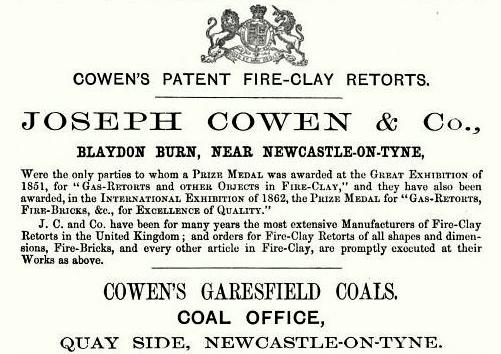 COWEN'S PATENT FIRE-CLAY RETORTS.
JOSEPH COWEN & Co.,
BLAYDON BURN, NEAR NEWCASTLE-ON-TYNE,
Were the only parties to whom a PRIZE MEDAL was awarded at the GREAT EXHIBITION of
1851, for "GAS-RETORTS and OTHER OBJECTS in FIRE-CLAY," and they have also been
awarded, in the INTERNATIONAL EXHIBITION of 1862, the PRIZE MEDAL for "GAS-RETORTS,
FIRE-BRICKS, &c., for EXCELLENCE OF QUALITY."
J. C. and Co. have been for many years the most extensive Manufacturers of Fire-Clay
Retorts in the United Kingdom; and orders for Fire-Clay Retorts of all shapes and dimen-
sions, Fire-Bricks, and every other article in Fire-Clay, are promptly executed at their
Works as above.
COWEN'S GARESFIELD COALS.
COAL OFFICE,
QUAY SIDE, NEWCASTLE-ON-TYNE.